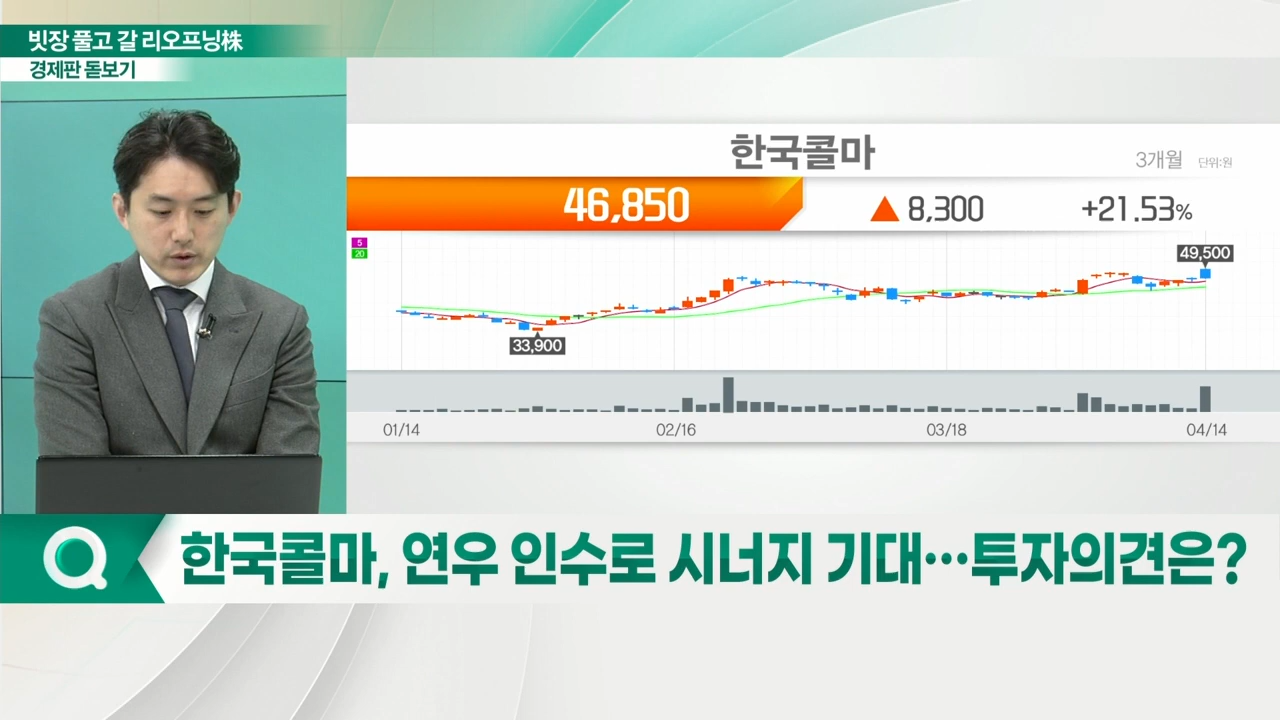 빗장 풀고 갈 리오프닝株
경제판 돋보기
한국콜마
3개월 단위:원
46,850 ▲ 8,300 +21.53%
5
20
49,500
33,900
01/14 02/16 03/18 04/14
Q 한국콜마, 연우 인수로 시너지 기대…투자의견은?